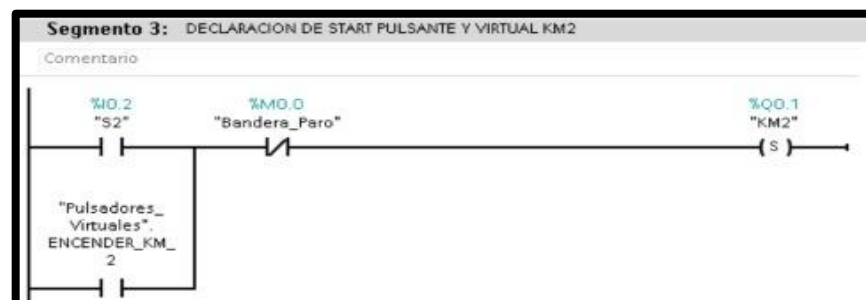 Segmento 3: DECLARACION DE START PULSANTE Y VIRTUAL KM2
Comentario
%I0.2
"S2"
%M0.0
"Bandera_Paro"
%Q0.1
"KM2"
S
"Pulsadores_
Virtuales".
ENCENDER_KM_
2